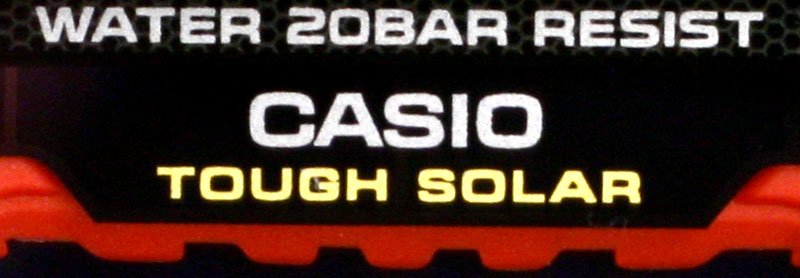 WATER 20BAR RESIST
CASIO
TOUGH SOLAR